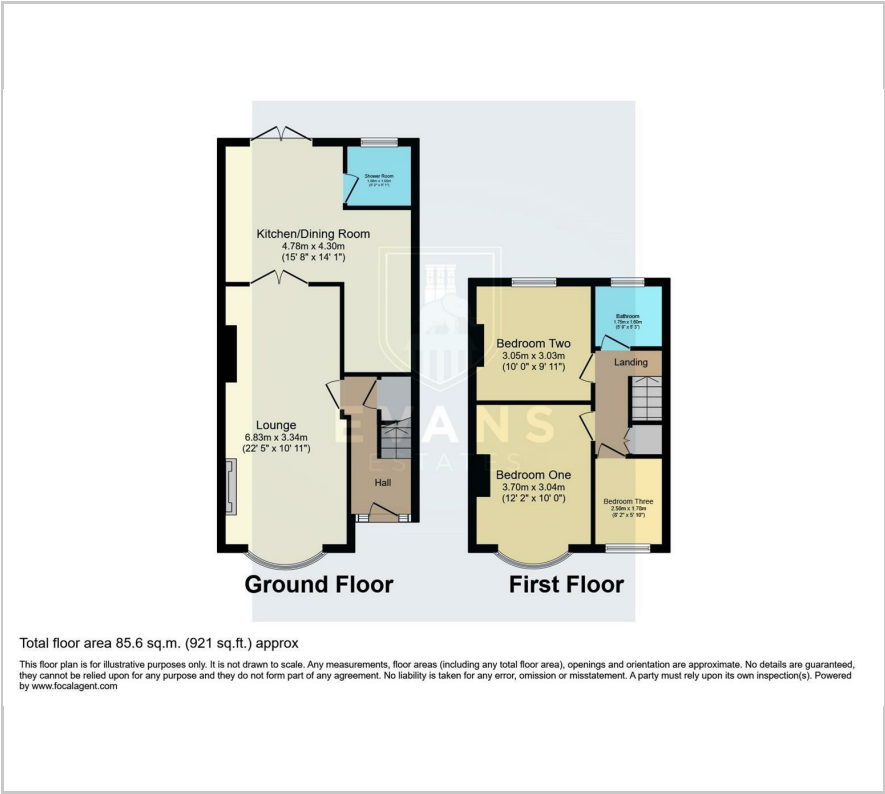 Shower Room
Kitchen/Dining Room
4.78m x 4.30m
(15' 8" x 14' 1")
Lounge
6.83m x 3.34m
(22' 5" x 10' 11")
Hall
Bedroom Two
3.05m x 3.03m
(10' 0" x 9' 11")
Bathroom
Landing
Bedroom One
3.70m x 3.04m
(12' 2" x 10' 0")
Bedroom Three
2.50m x 1.78m
(8' 2" x 5' 10")
EVANS
ESTATES
Ground Floor
First Floor
Total floor area 85.6 sq.m. (921 sq.ft.) approx
This floor plan is for illustrative purposes only. It is not drawn to scale. Any measurements, floor areas (including any total floor area), openings and orientation are approximate. No details are guaranteed,
they cannot be relied upon for any purpose and they do not form part of any agreement. No liability is taken for any error, omission or misstatement. A party must rely upon its own inspection(s). Powered
by www.focalagent.com